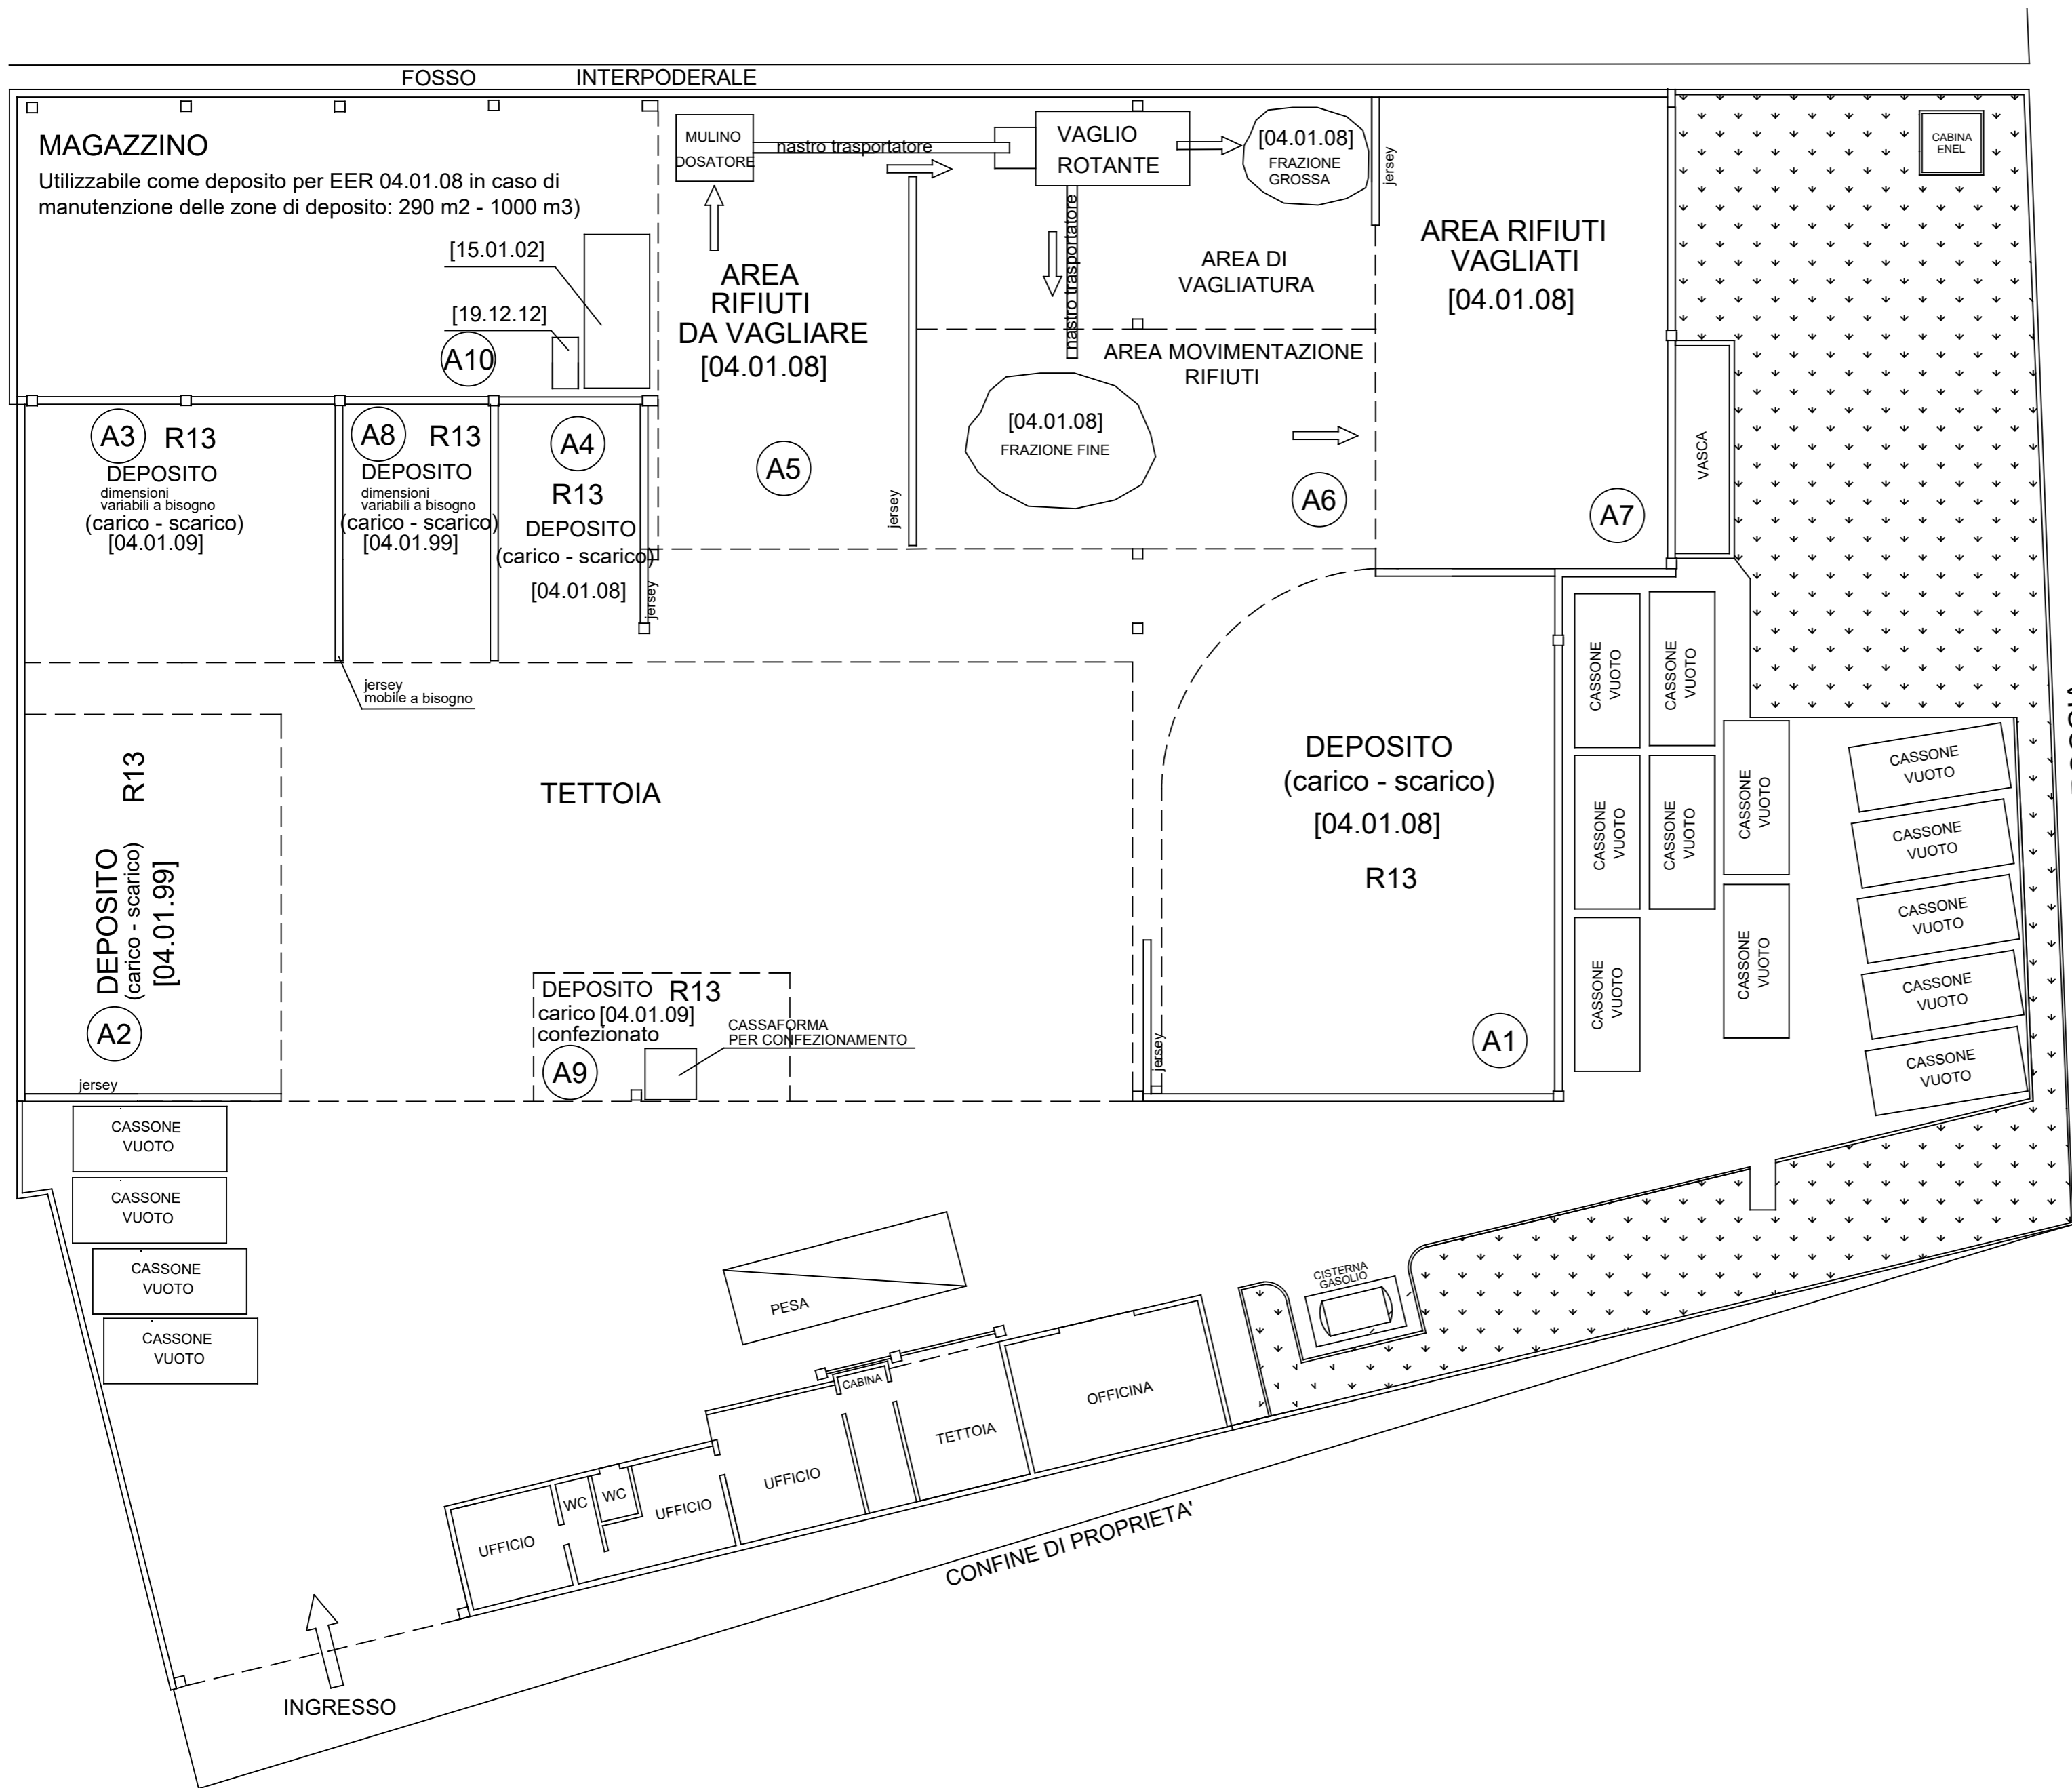 FOSSO INTERPODERALE
MAGAZZINO
Utilizzabile come deposito per EER 04.01.08 in caso di
manutenzione delle zone di deposito: 290 m2 - 1000 m3)
[15.01.02]
[19.12.12]
A10
MULINO
DOSATORE
nastro trasportatore
VAGLIO
ROTANTE
nastro trasportatore
[04.01.08]
FRAZIONE
GROSSA
jersey
AREA
RIFIUTI
DA VAGLIARE
[04.01.08]
A5
jersey
AREA DI
VAGLIATURA
AREA MOVIMENTAZIONE
RIFIUTI
[04.01.08]
FRAZIONE FINE
A6
AREA RIFIUTI
VAGLIATI
[04.01.08]
A7
VASCA
CABINA
ENEL
A3 R13
DEPOSITO
dimensioni
variabili a bisogno
(carico - scarico)
[04.01.09]
A8 R13
DEPOSITO
dimensioni
variabili a bisogno
(carico - scarico)
[04.01.99]
A4
R13
DEPOSITO
(carico - scarico)
[04.01.08]
jersey
jersey
mobile a bisogno
R13
DEPOSITO
(carico - scarico)
[04.01.99]
A2
jersey
TETTOIA
DEPOSITO R13
carico [04.01.09]
confezionato
A9
CASSAFORMA
PER CONFEZIONAMENTO
DEPOSITO
(carico - scarico)
[04.01.08]
R13
A1
jersey
CASSONE
VUOTO
CASSONE
VUOTO
CASSONE
VUOTO
CASSONE
VUOTO
CASSONE
VUOTO
CASSONE
VUOTO
CASSONE
VUOTO
CASSONE
VUOTO
CASSONE
VUOTO
CASSONE
VUOTO
CASSONE
VUOTO
CASSONE
VUOTO
CASSONE
VUOTO
CASSONE
VUOTO
CASSONE
VUOTO
CASSONE
VUOTO
PESA
CISTERNA
GASOLIO
CABINA
OFFICINA
TETTOIA
UFFICIO
UFFICIO
WC
WC
UFFICIO
CONFINE DI PROPRIETA'
INGRESSO